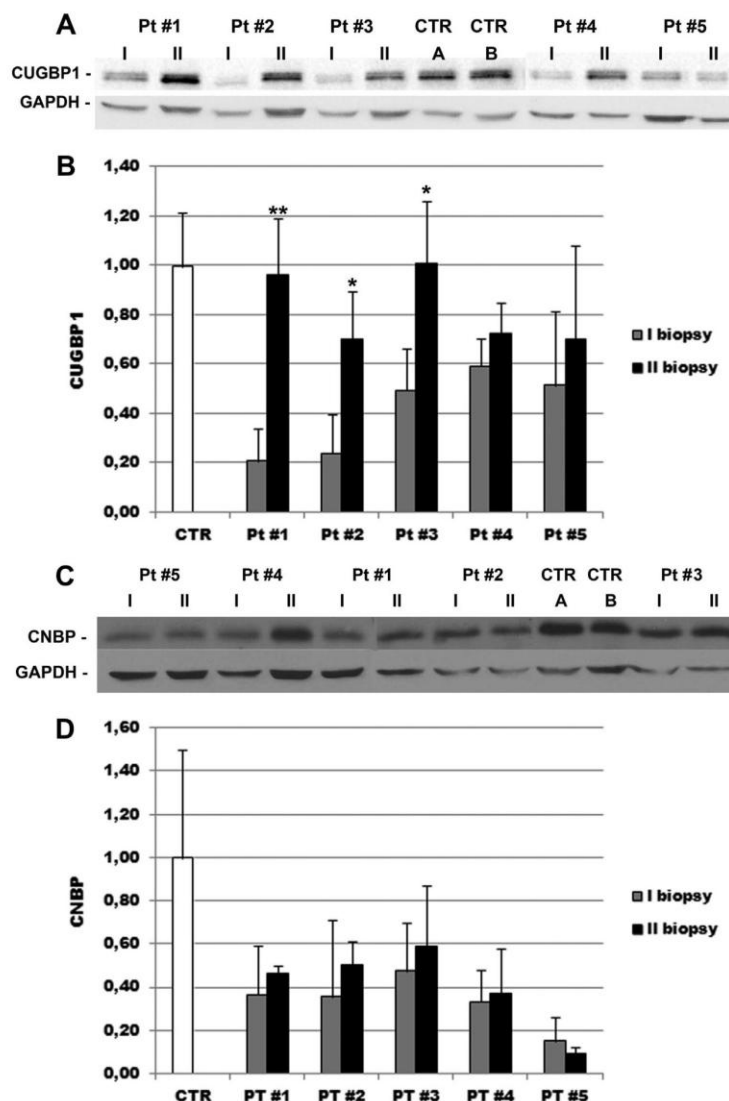 A
Pt #1 Pt #2 Pt #3 CTR CTR Pt #4 Pt #5
I II I II I II A B I II I II
CUGBP1 -
GAPDH -
B
1,40
1,20
1,00
0,80
0,60
0,40
0,20
0,00
CUGBP1
** * *
I biopsy
II biopsy
CTR Pt #1 Pt #2 Pt #3 Pt #4 Pt #5
C
Pt #5 Pt #4 Pt #1 Pt #2 CTR CTR Pt #3
I II I II I II I II A B I II
CNBP -
GAPDH -
D
1,60
1,40
1,20
1,00
0,80
0,60
0,40
0,20
0,00
CNBP
I biopsy
II biopsy
CTR PT #1 PT #2 PT #3 PT #4 PT #5